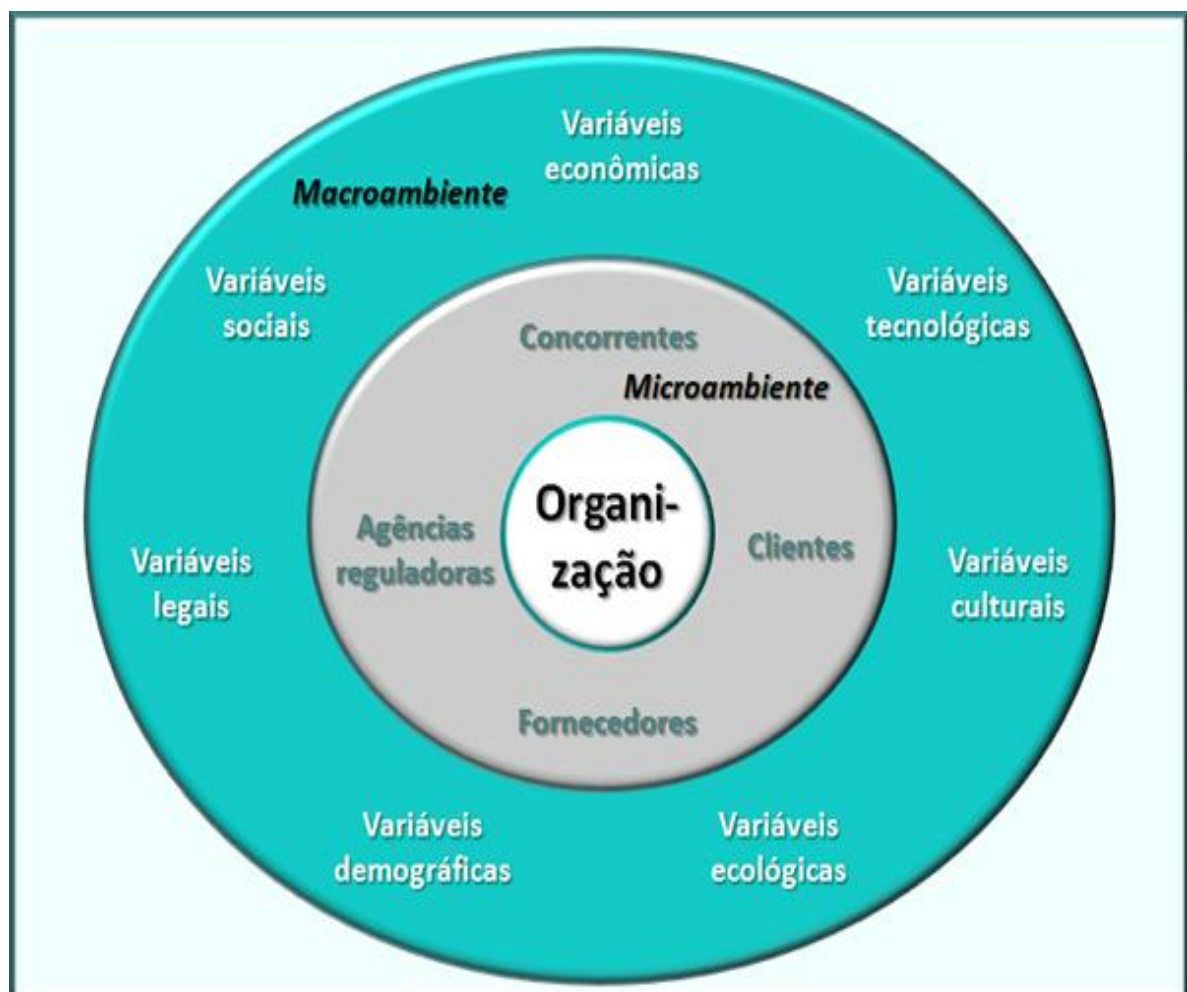 Variáveis
econômicas
Macroambiente
Variáveis
sociais
Variáveis
tecnológicas
Concorrentes
Microambiente
Organi-
zação
Agências
reguladoras
Clientes
Variáveis
legais
Variáveis
culturais
Fornecedores
Variáveis
demográficas
Variáveis
ecológicas